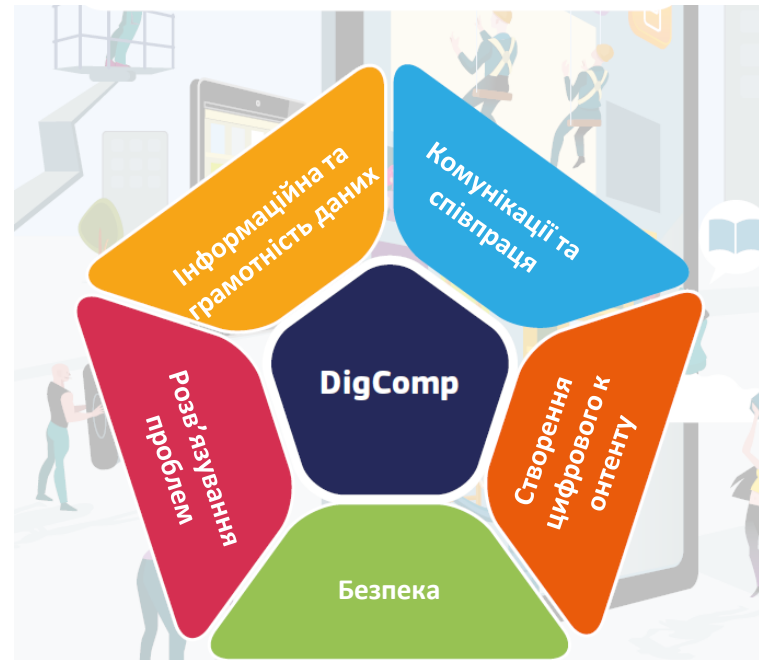 Інформаційна та
грамотність даних
Комунікації та
співпраця
DigComp
Розв’язування
проблем
Створення
цифрового к
онтенту
Безпека